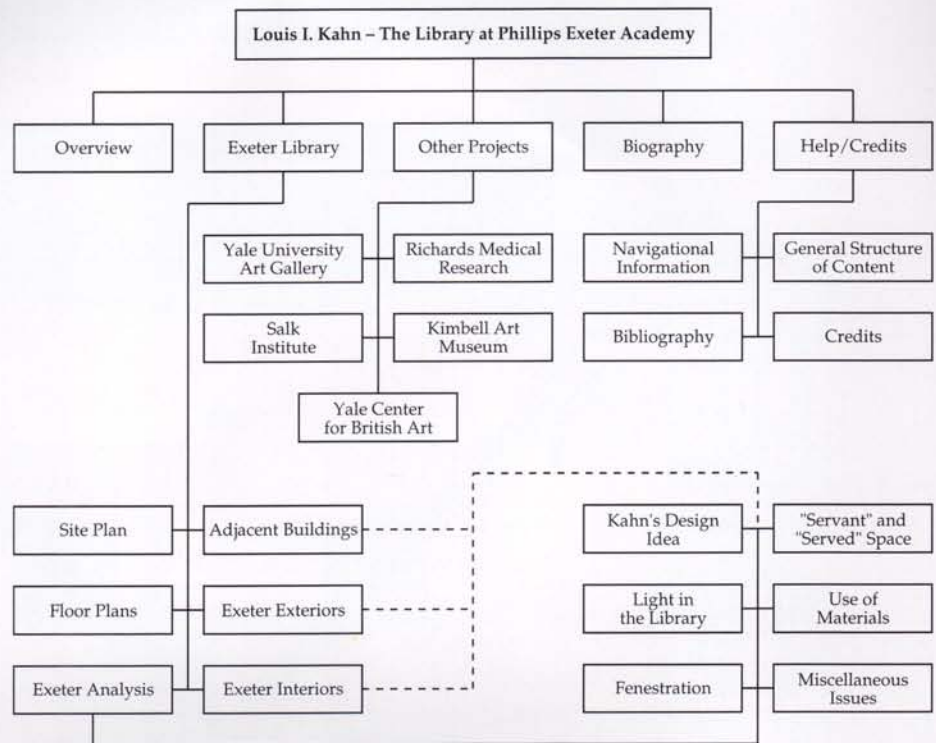 Louis I. Kahn – The Library at Phillips Exeter Academy
Overview
Exeter Library
Other Projects
Biography
Help/Credits
Yale University
Art Gallery
Richards Medical
Research
Navigational
Information
General Structure
of Content
Salk
Institute
Kimbell Art
Museum
Bibliography
Credits
Yale Center
for British Art
Site Plan
Adjacent Buildings
Kahn's Design
Idea
"Servant" and
"Served" Space
Floor Plans
Exeter Exteriors
Light in
the Library
Use of
Materials
Exeter Analysis
Exeter Interiors
Fenestration
Miscellaneous
Issues